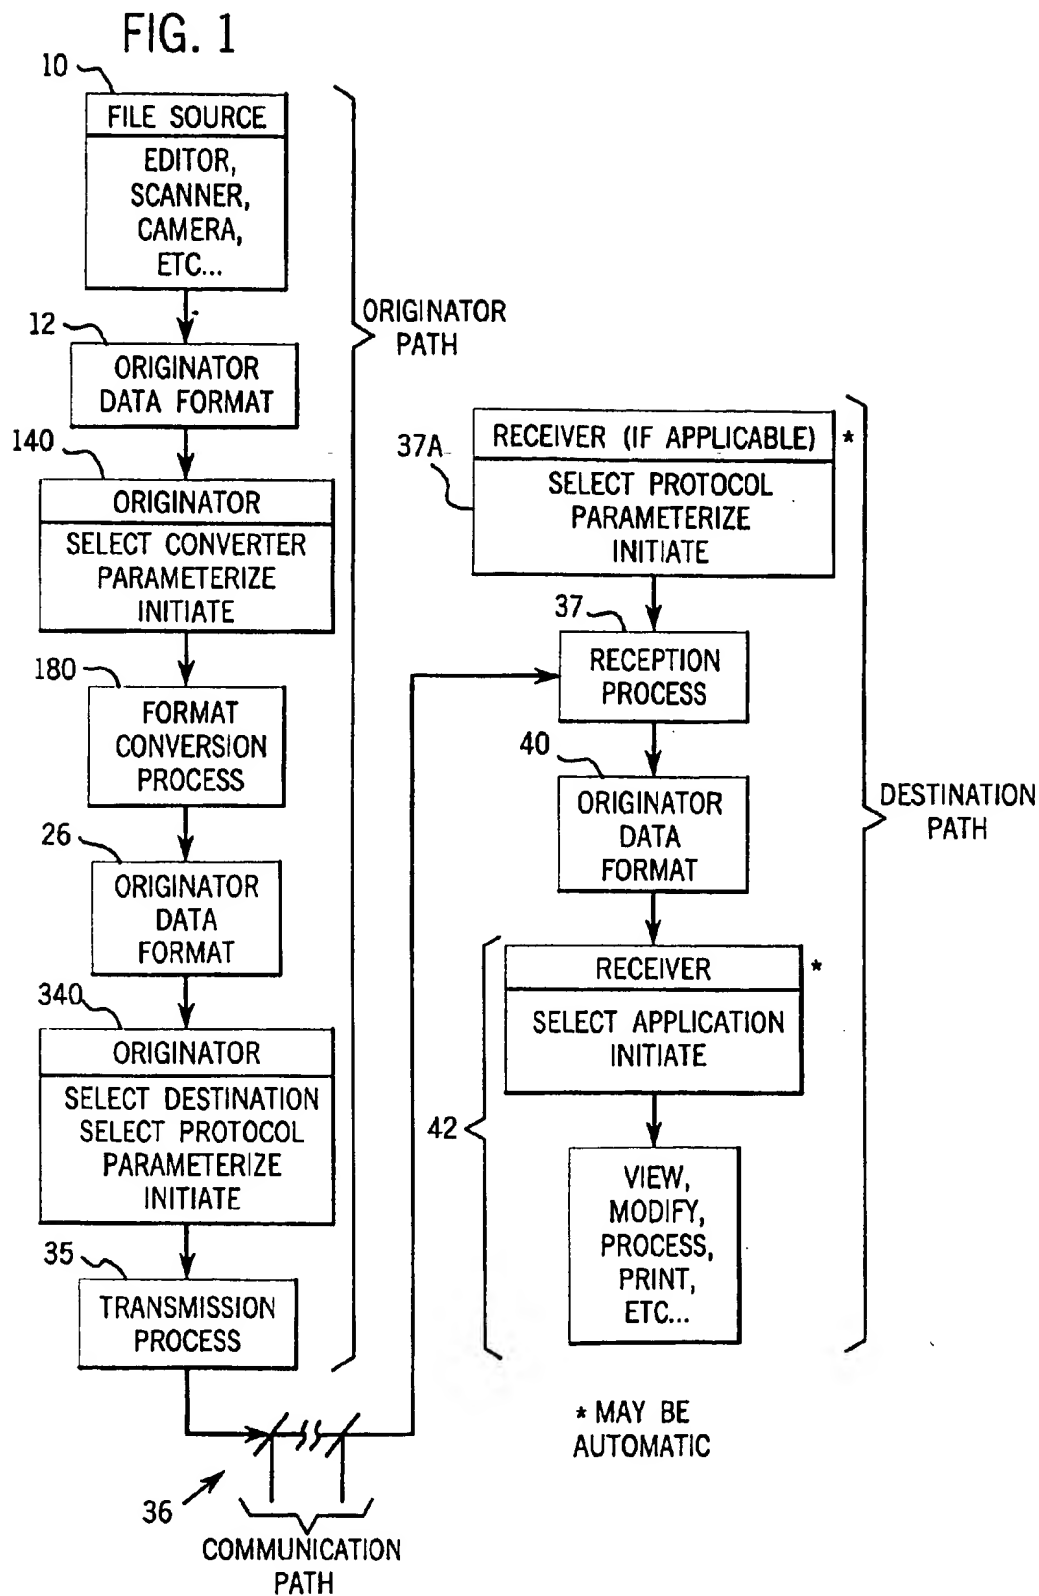 FIG. 1
10
FILE SOURCE
EDITOR,
SCANNER,
CAMERA,
ETC...
12
ORIGINATOR
DATA FORMAT
140
ORIGINATOR
SELECT CONVERTER
PARAMETERIZE
INITIATE
180
FORMAT
CONVERSION
PROCESS
26
ORIGINATOR
DATA
FORMAT
340
ORIGINATOR
SELECT DESTINATION
SELECT PROTOCOL
PARAMETERIZE
INITIATE
35
TRANSMISSION
PROCESS
ORIGINATOR
PATH
36
COMMUNICATION
PATH
RECEIVER (IF APPLICABLE) *
37A
SELECT PROTOCOL
PARAMETERIZE
INITIATE
37
RECEPTION
PROCESS
40
ORIGINATOR
DATA
FORMAT
RECEIVER *
SELECT APPLICATION
INITIATE
42
VIEW,
MODIFY,
PROCESS,
PRINT,
ETC...
DESTINATION
PATH
* MAY BE
AUTOMATIC